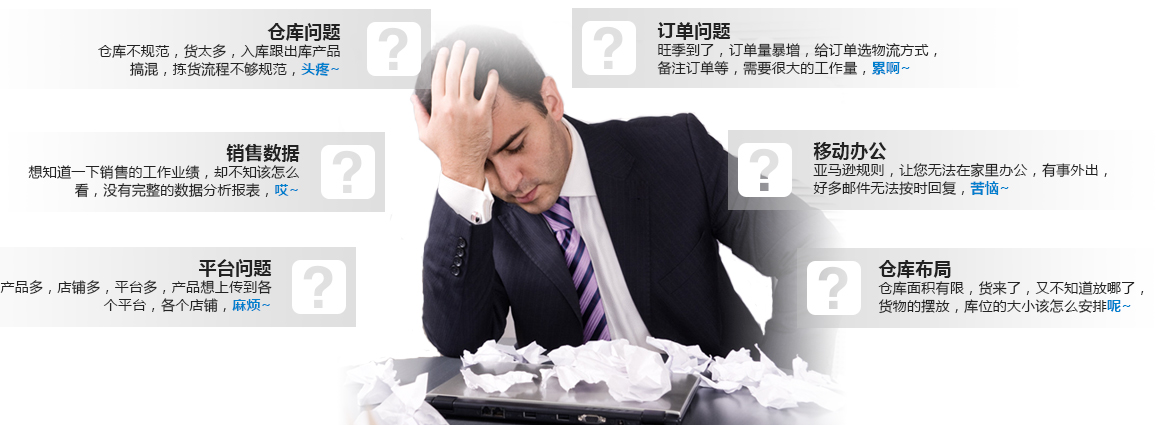 仓库问题
仓库不规范，货太多，入库跟出库产品
搞混，拣货流程不够规范，头疼~
订单问题
旺季到了，订单量暴增，给订单选物流方式，
备注订单等，需要很大的工作量，累啊~
销售数据
想知道一下销售的工作业绩，却不知该怎么
看，没有完整的数据分析报表，哎~
移动办公
亚马逊规则，让您无法在家里办公，有事外出，
好多邮件无法按时回复，苦恼~
平台问题
产品多，店铺多，平台多，产品想上传到各
个平台，各个店铺，麻烦~
仓库布局
仓库面积有限，货来了，又不知道放哪了，
货物的摆放，库位的大小该怎么安排呢~